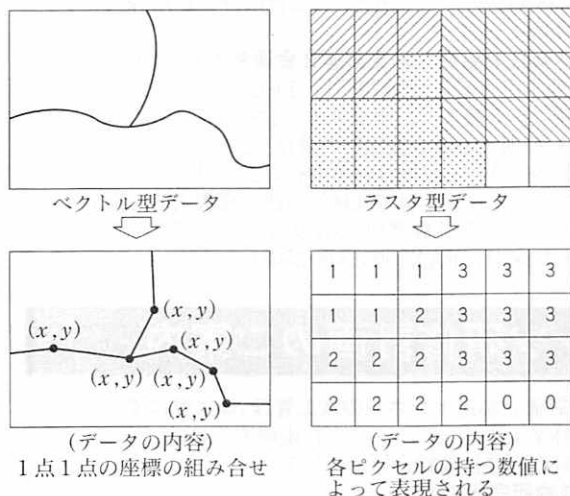 ベクトル型データ
ラスタ型データ
(x,y)
(x,y)
(x,y)
(x,y)
(x,y)
(x,y)
1 1 1 3 3 3
1 1 2 3 3 3
2 2 2 3 3 3
2 2 2 2 0 0
(データの内容)
1点1点の座標の組み合せ
(データの内容)
各ピクセルの持つ数値に
よって表現される